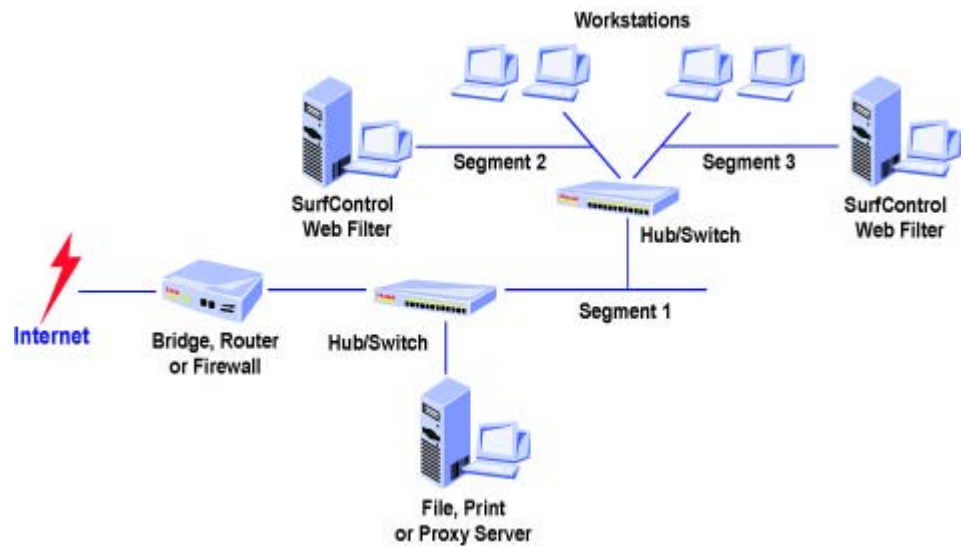 Workstations
Segment 2
Segment 3
SurfControl
Web Filter
SurfControl
Web Filter
Hub/Switch
Internet
Bridge, Router
or Firewall
Hub/Switch
Segment 1
File, Print
or Proxy Server